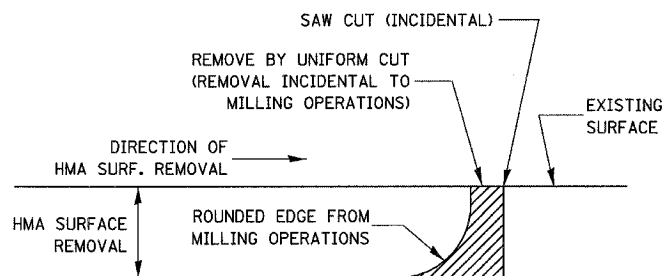 SAW CUT (INCIDENTAL)
REMOVE BY UNIFORM CUT
(REMOVAL INCIDENTAL TO
MILLING OPERATIONS)
EXISTING
SURFACE
DIRECTION OF
HMA SURF. REMOVAL
HMA SURFACE
REMOVAL
ROUNDED EDGE FROM
MILLING OPERATIONS